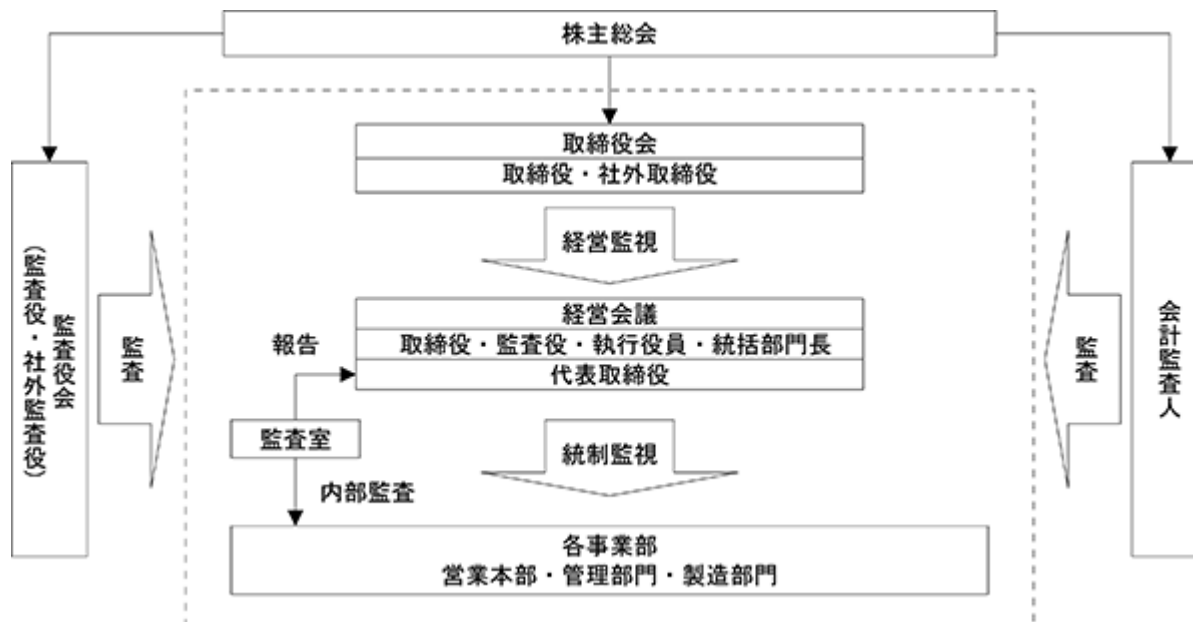 株主総会
取締役会
取締役・社外取締役
経営監視
経営会議
取締役・監査役・執行役員・統括部門長
代表取締役
報告
監査室
内部監査
統制監視
各事業部
営業本部・管理部門・製造部門
監査役会
（監査役・社外監査役）
監査
監査
会計監査人